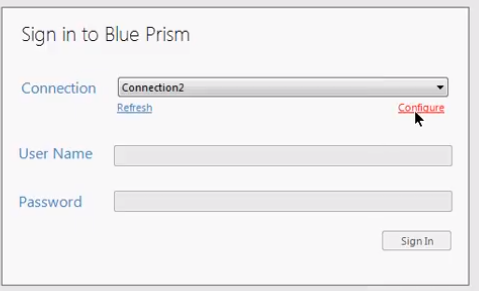 Sign in to Blue Prism
Connection Connection2
Refresh Configure
User Name
Password
Sign In